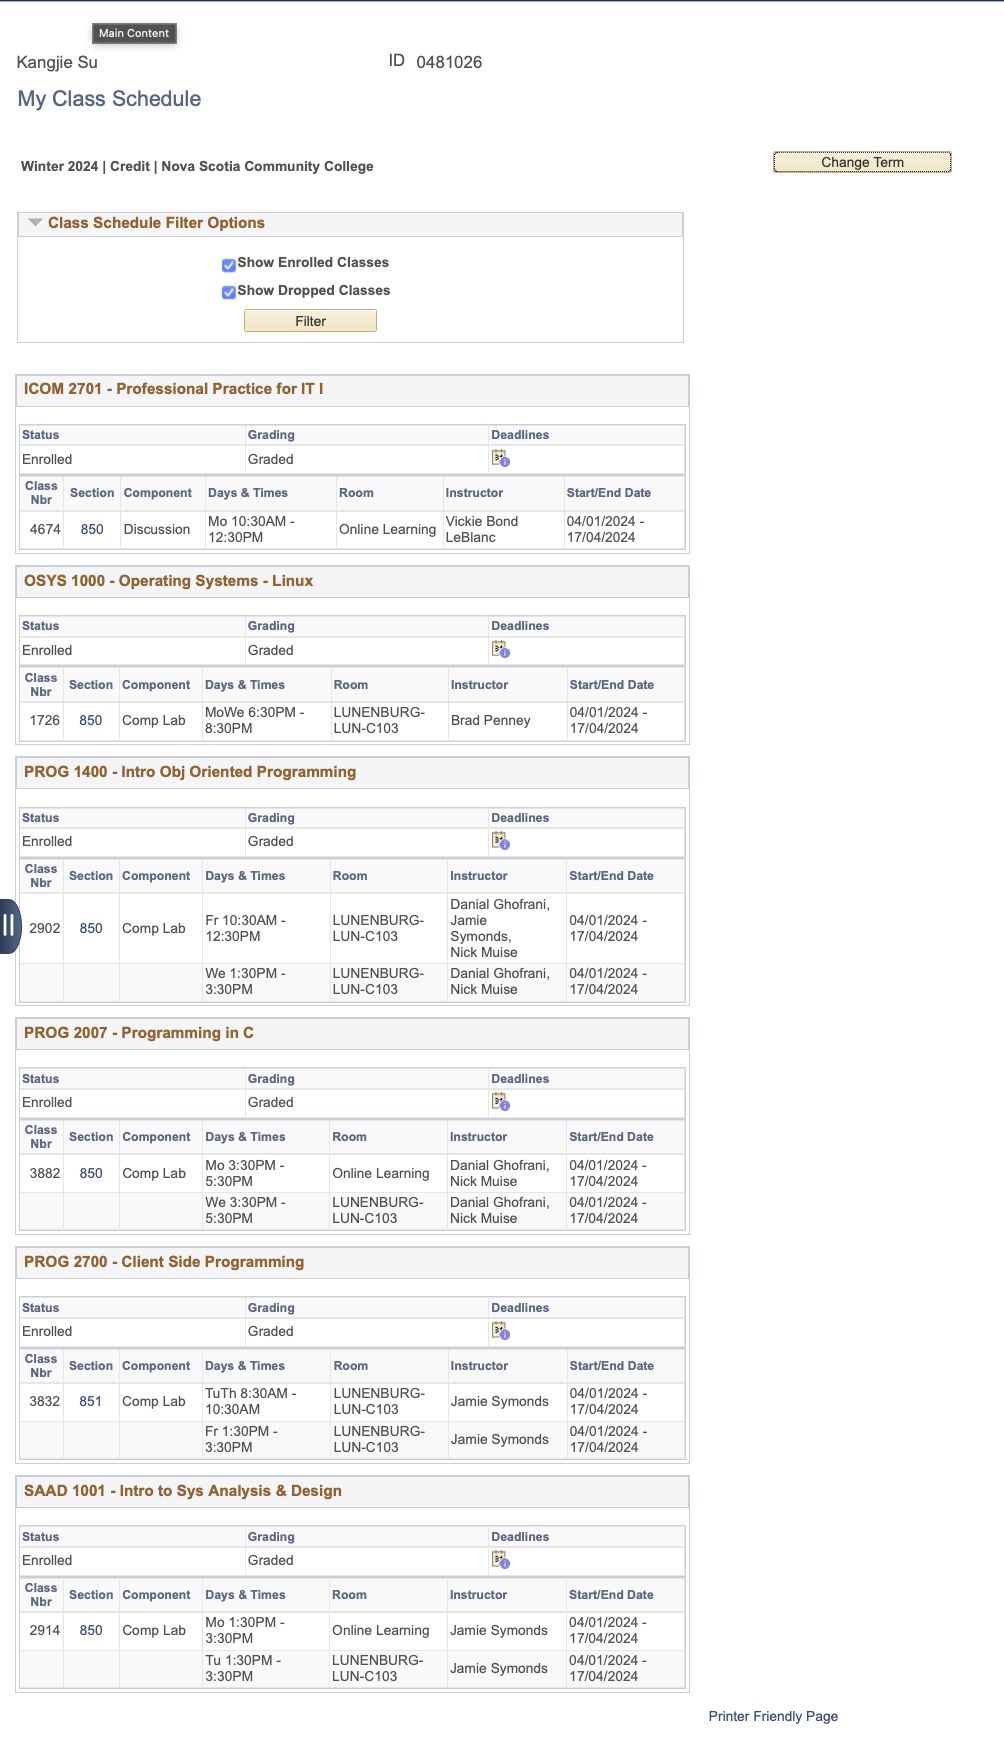 Main Content
Kangjie Su ID 0481026
My Class Schedule
Winter 2024 | Credit | Nova Scotia Community College Change Term
Class Schedule Filter Options
Show Enrolled Classes
Show Dropped Classes
Filter
ICOM 2701 - Professional Practice for IT I
Status Grading Deadlines
Enrolled Graded
Class Nbr Section Component Days & Times Room Instructor Start/End Date
4674 850 Discussion Mo 10:30AM - 12:30PM Online Learning Vickie Bond LeBlanc 04/01/2024 - 17/04/2024
OSYS 1000 - Operating Systems - Linux
Status Grading Deadlines
Enrolled Graded
Class Nbr Section Component Days & Times Room Instructor Start/End Date
1726 850 Comp Lab MoWe 6:30PM - 8:30PM LUNENBURG-LUN-C103 Brad Penney 04/01/2024 - 17/04/2024
PROG 1400 - Intro Obj Oriented Programming
Status Grading Deadlines
Enrolled Graded
Class Nbr Section Component Days & Times Room Instructor Start/End Date
2902 850 Comp Lab Fr 10:30AM - 12:30PM LUNENBURG-LUN-C103 Danial Ghofrani, Jamie Symonds, Nick Muise 04/01/2024 - 17/04/2024
We 1:30PM - 3:30PM LUNENBURG-LUN-C103 Danial Ghofrani, Nick Muise 04/01/2024 - 17/04/2024
PROG 2007 - Programming in C
Status Grading Deadlines
Enrolled Graded
Class Nbr Section Component Days & Times Room Instructor Start/End Date
3882 850 Comp Lab Mo 3:30PM - 5:30PM Online Learning Danial Ghofrani, Nick Muise 04/01/2024 - 17/04/2024
We 3:30PM - 5:30PM LUNENBURG-LUN-C103 Danial Ghofrani, Nick Muise 04/01/2024 - 17/04/2024
PROG 2700 - Client Side Programming
Status Grading Deadlines
Enrolled Graded
Class Nbr Section Component Days & Times Room Instructor Start/End Date
3832 851 Comp Lab TuTh 8:30AM - 10:30AM LUNENBURG-LUN-C103 Jamie Symonds 04/01/2024 - 17/04/2024
Fr 1:30PM - 3:30PM LUNENBURG-LUN-C103 Jamie Symonds 04/01/2024 - 17/04/2024
SAAD 1001 - Intro to Sys Analysis & Design
Status Grading Deadlines
Enrolled Graded
Class Nbr Section Component Days & Times Room Instructor Start/End Date
2914 850 Comp Lab Mo 1:30PM - 3:30PM Online Learning Jamie Symonds 04/01/2024 - 17/04/2024
Tu 1:30PM - 3:30PM LUNENBURG-LUN-C103 Jamie Symonds 04/01/2024 - 17/04/2024
Printer Friendly Page